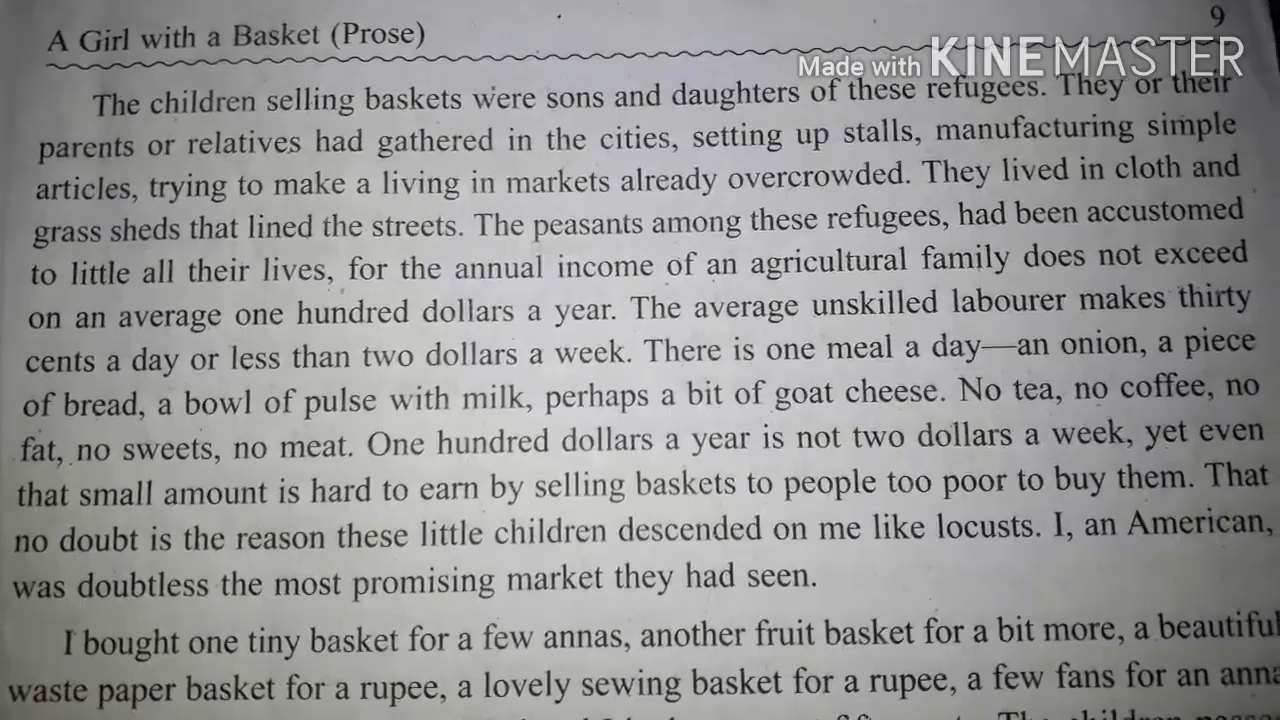 A Girl with a Basket (Prose)
9
Made with KINEMASTER
The children selling baskets were sons and daughters of these refugees. They or their
parents or relatives had gathered in the cities, setting up stalls, manufacturing simple
articles, trying to make a living in markets already overcrowded. They lived in cloth and
grass sheds that lined the streets. The peasants among these refugees, had been accustomed
to little all their lives, for the annual income of an agricultural family does not exceed
on an average one hundred dollars a year. The average unskilled labourer makes thirty
cents a day or less than two dollars a week. There is one meal a day—an onion, a piece
of bread, a bowl of pulse with milk, perhaps a bit of goat cheese. No tea, no coffee, no
fat, no sweets, no meat. One hundred dollars a year is not two dollars a week, yet even
that small amount is hard to earn by selling baskets to people too poor to buy them. That
no doubt is the reason these little children descended on me like locusts. I, an American,
was doubtless the most promising market they had seen.
I bought one tiny basket for a few annas, another fruit basket for a bit more, a beautiful
waste paper basket for a rupee, a lovely sewing basket for a rupee, a few fans for an anna